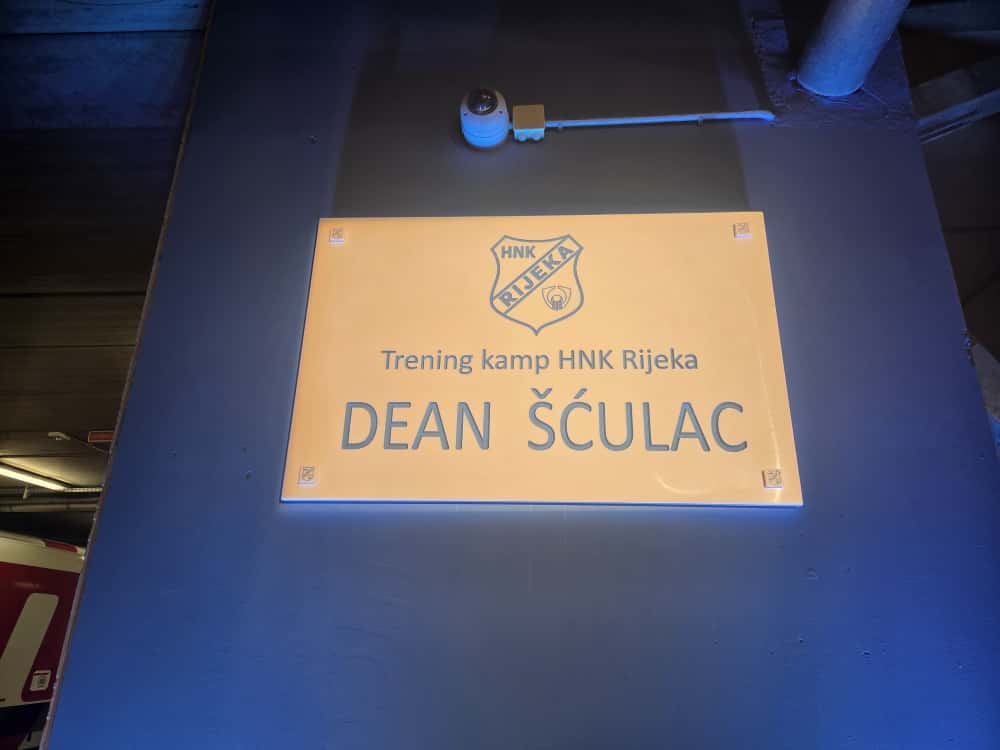 HNK
RIJEKA
Trening kamp HNK Rijeka
DEAN ŠĆULAC